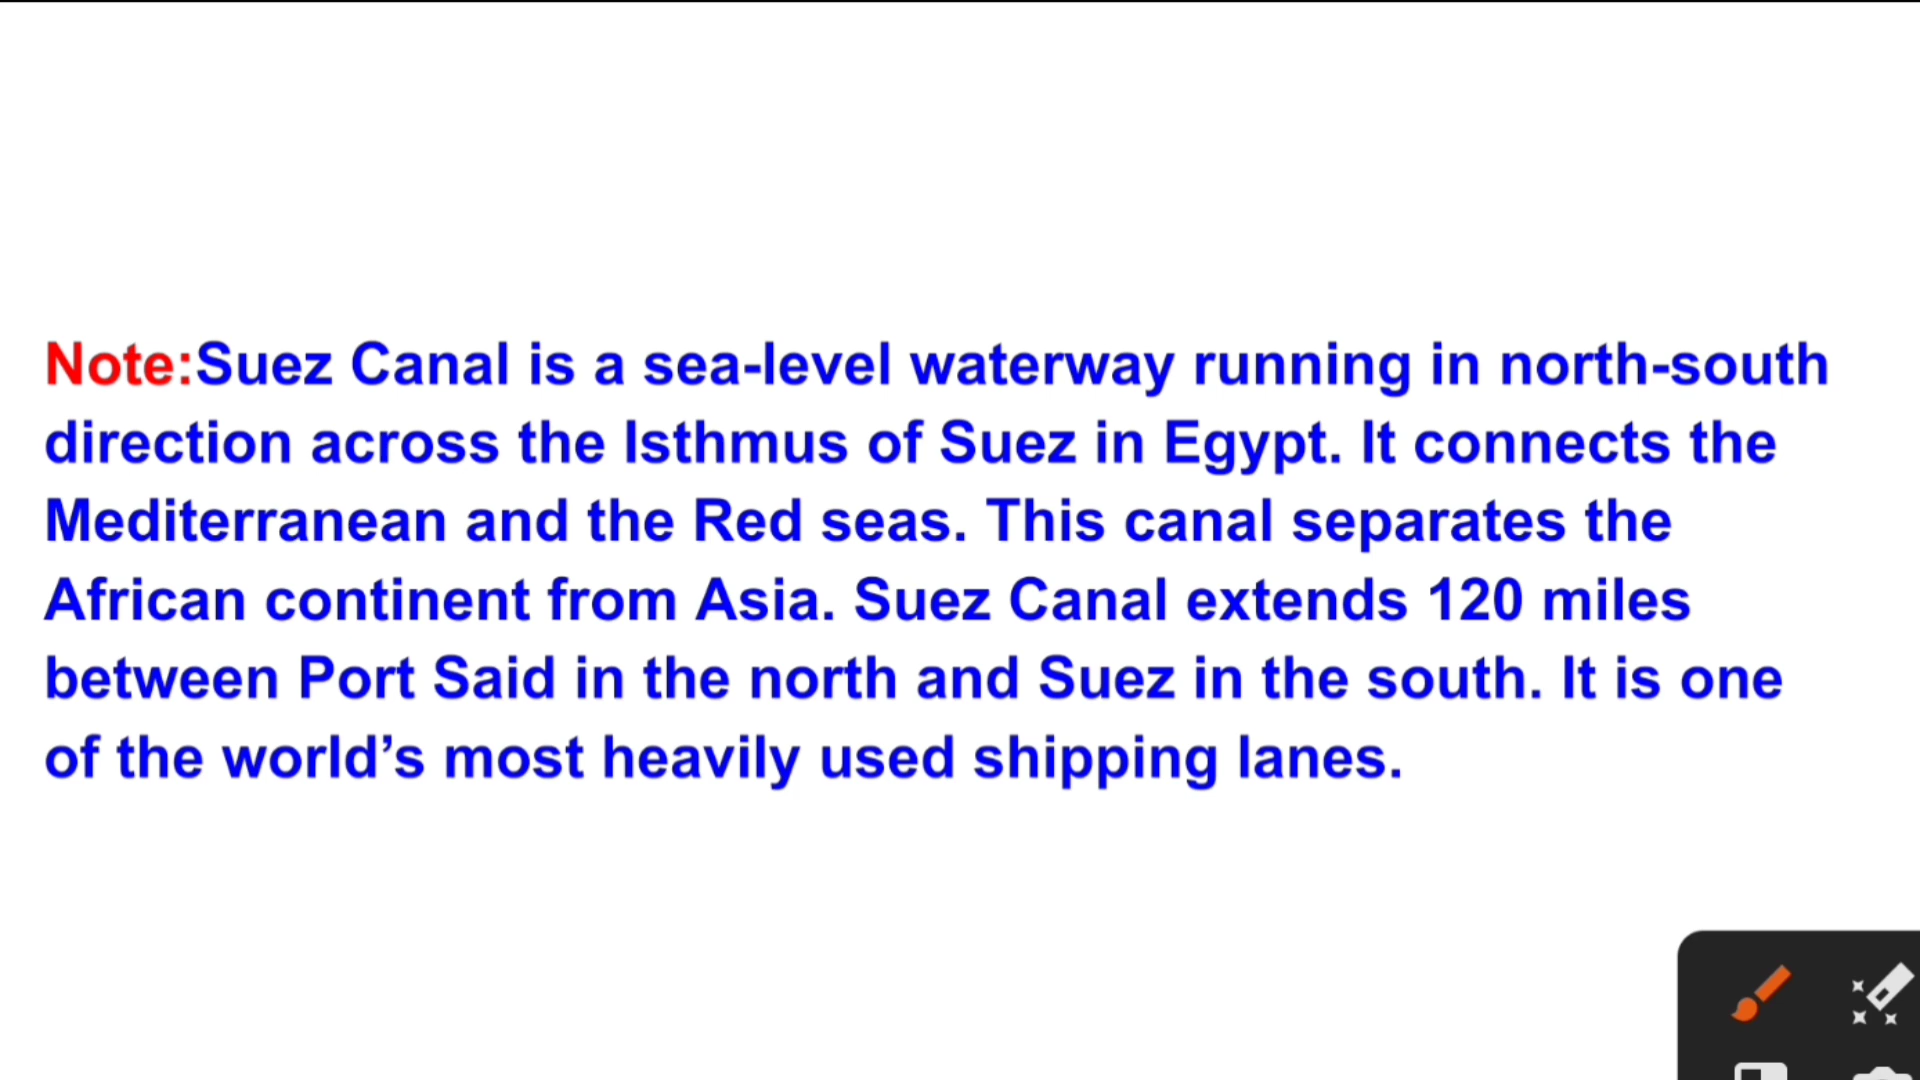 Note:Suez Canal is a sea-level waterway running in north-south
direction across the Isthmus of Suez in Egypt. It connects the
Mediterranean and the Red seas. This canal separates the
African continent from Asia. Suez Canal extends 120 miles
between Port Said in the north and Suez in the south. It is one
of the world’s most heavily used shipping lanes.